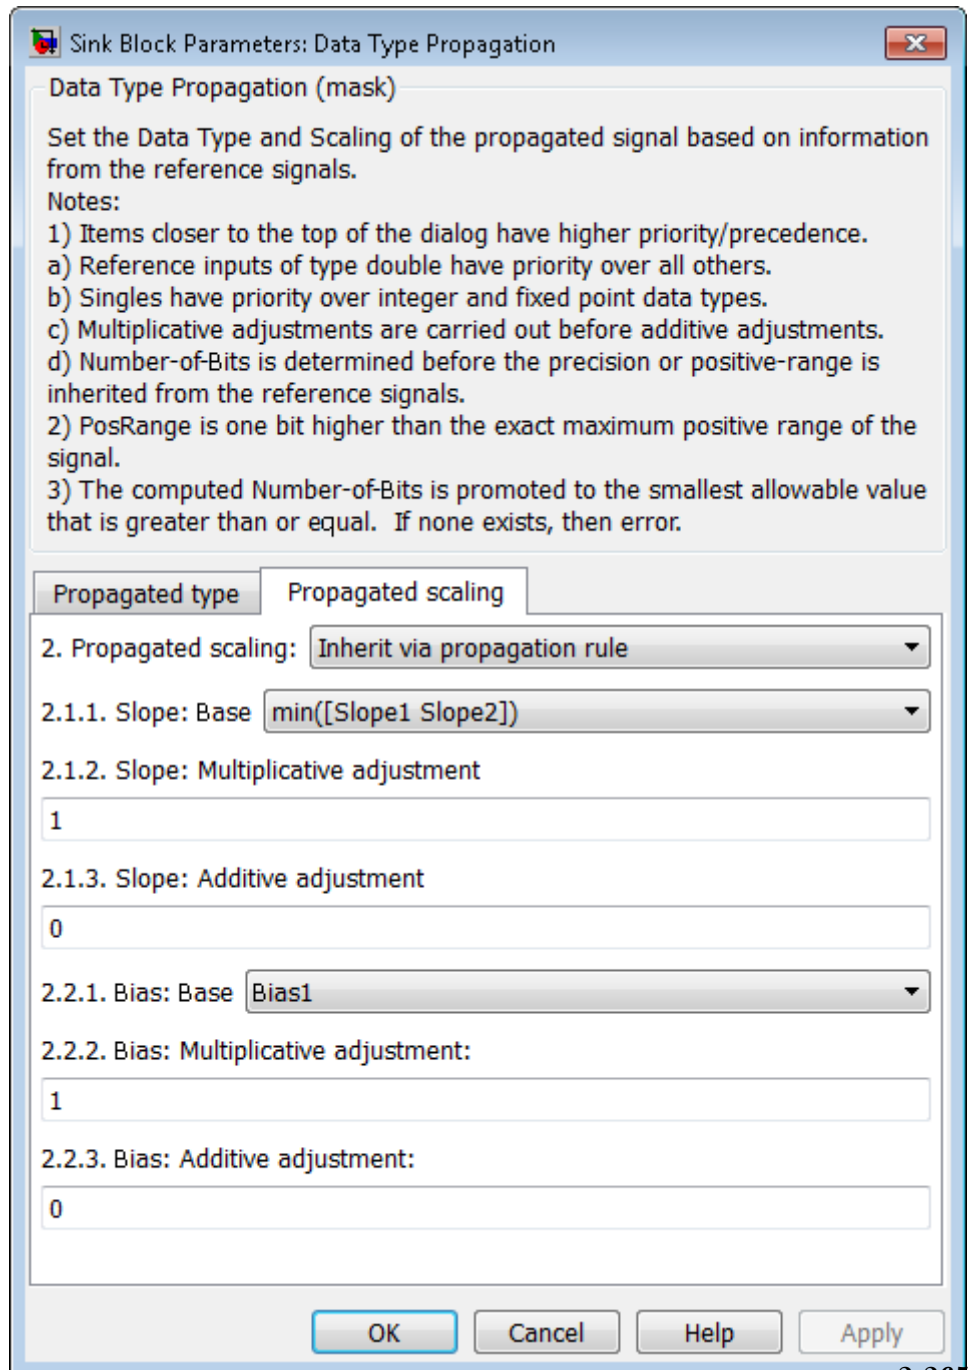 Sink Block Parameters: Data Type Propagation
Data Type Propagation (mask)
Set the Data Type and Scaling of the propagated signal based on information
from the reference signals.
Notes:
1) Items closer to the top of the dialog have higher priority/precedence.
a) Reference inputs of type double have priority over all others.
b) Singles have priority over integer and fixed point data types.
c) Multiplicative adjustments are carried out before additive adjustments.
d) Number-of-Bits is determined before the precision or positive-range is
inherited from the reference signals.
2) PosRange is one bit higher than the exact maximum positive range of the
signal.
3) The computed Number-of-Bits is promoted to the smallest allowable value
that is greater than or equal.  If none exists, then error.
Propagated type Propagated scaling
2. Propagated scaling: Inherit via propagation rule
2.1.1. Slope: Base min([Slope1 Slope2])
2.1.2. Slope: Multiplicative adjustment
1
2.1.3. Slope: Additive adjustment
0
2.2.1. Bias: Base Bias1
2.2.2. Bias: Multiplicative adjustment:
1
2.2.3. Bias: Additive adjustment:
0
OK Cancel Help Apply